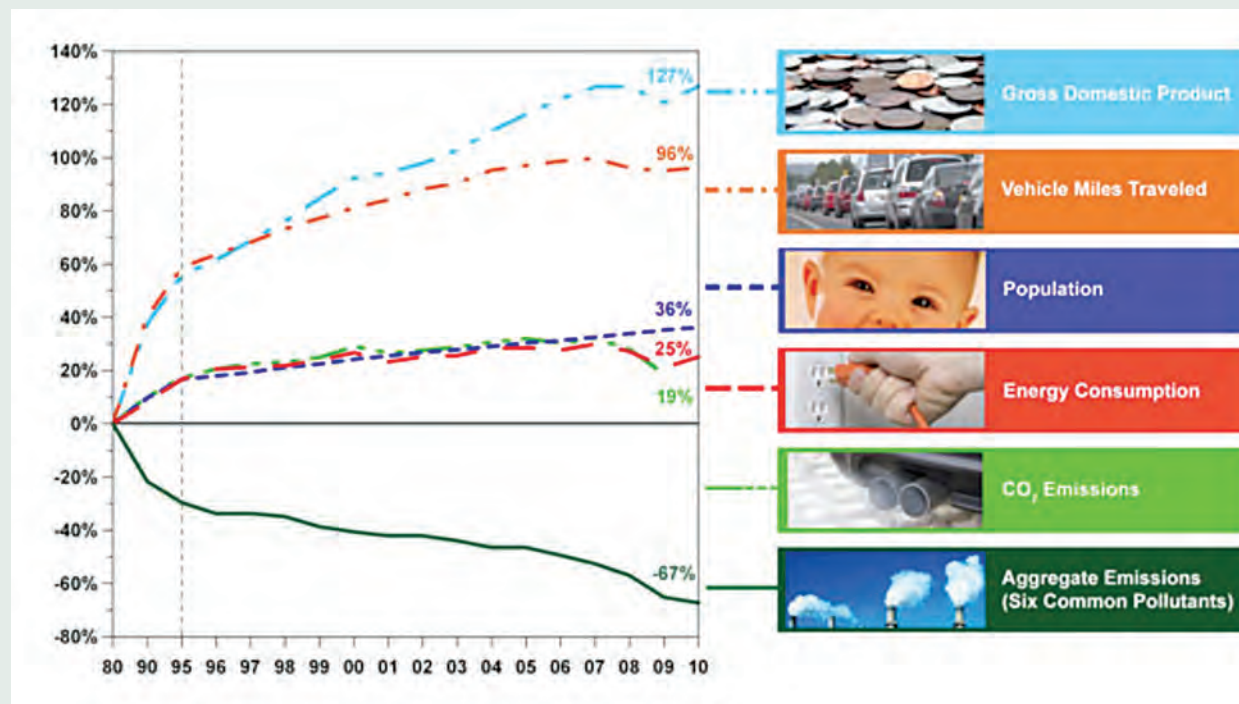 140%
120%
100%
80%
60%
40%
20%
0%
-20%
-40%
-60%
-80%
127%
96%
36%
25%
19%
-67%
80 90 95 96 97 98 99 00 01 02 03 04 05 06 07 08 09 10
Gross Domestic Product
Vehicle Miles Traveled
Population
Energy Consumption
CO₂ Emissions
Aggregate Emissions
(Six Common Pollutants)